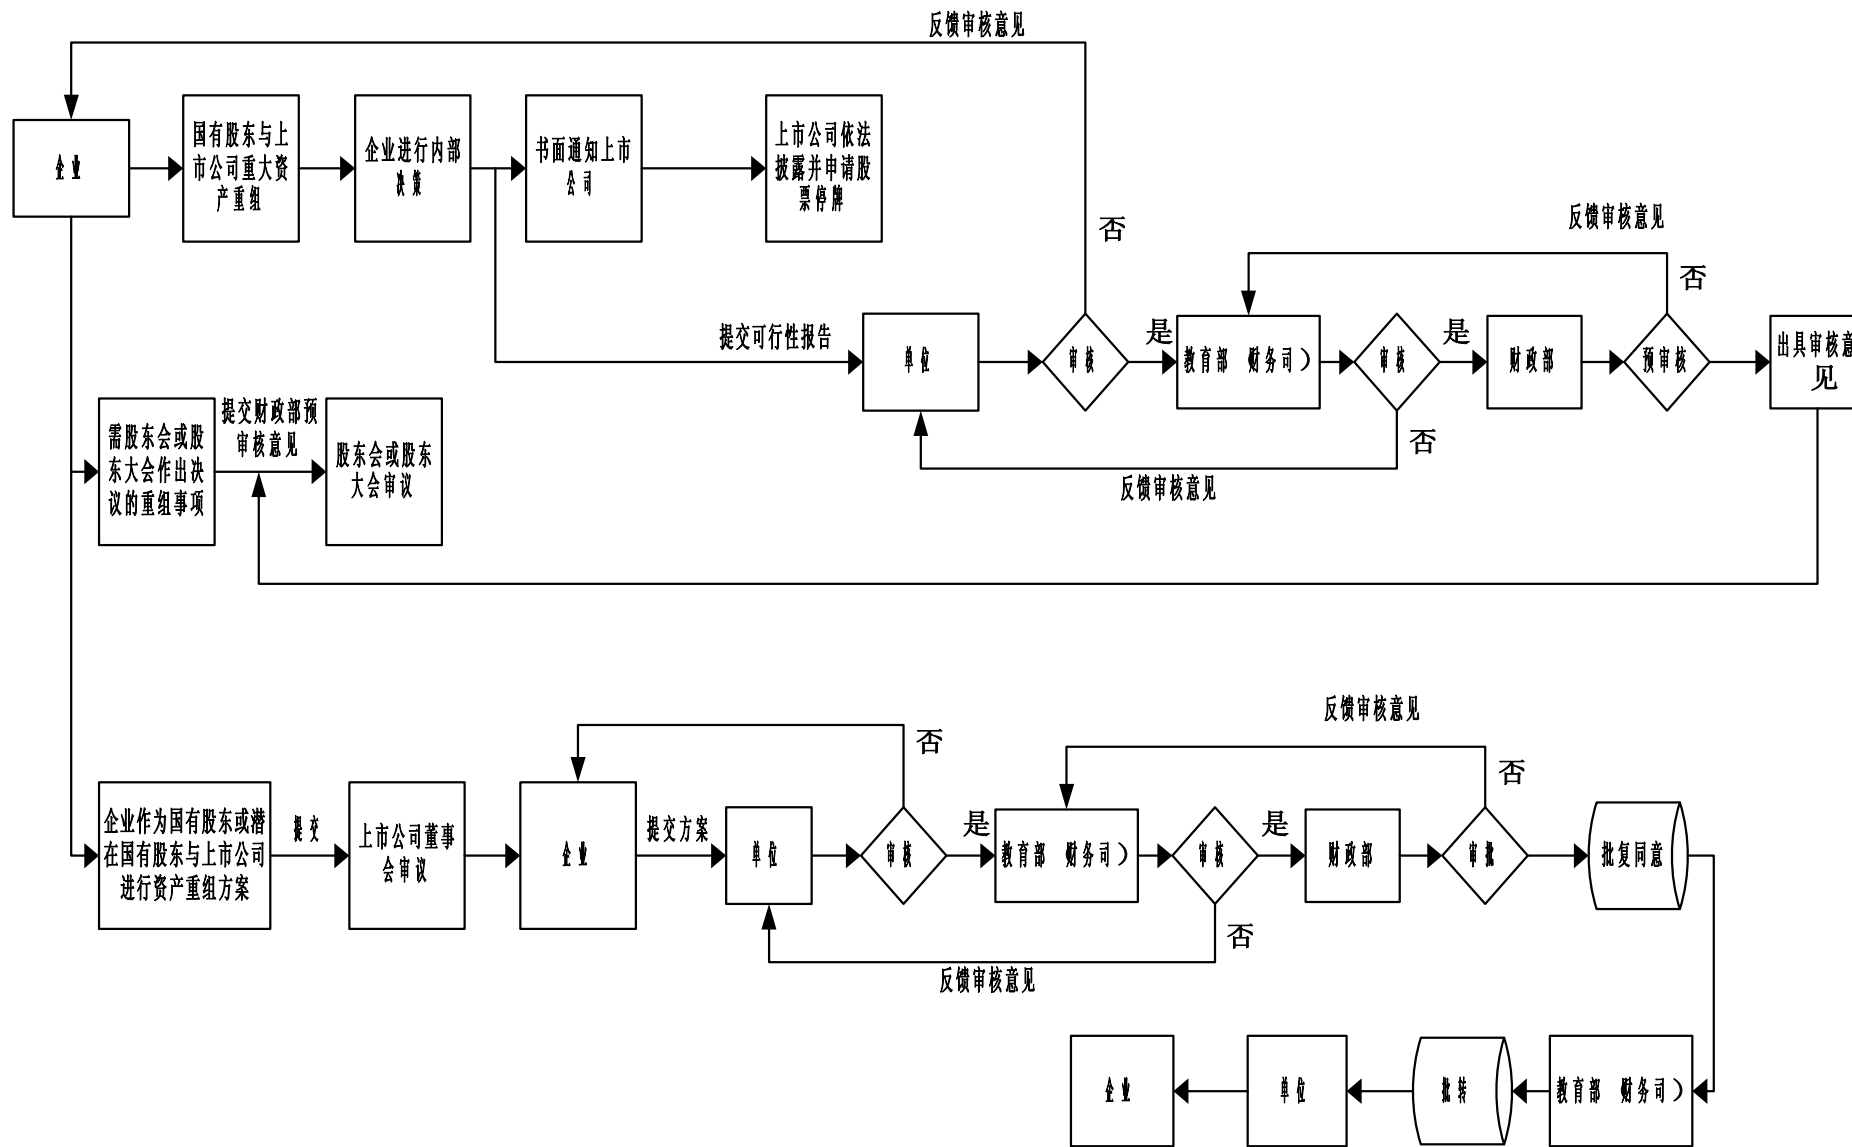 反馈审核意见
企 业
国有股东与上
市公司重大资
产重组
企业进行内部
决策
书面通知上市
公司
上市公司依法
披露并申请股
票停牌
否
反馈审核意见
否
提交可行性报告
单位
审核
是
教育部 财务司）
审核
是
财政部
预审核
出具审核意
见
否
反馈审核意见
需股东会或股
东大会作出决
议的重组事项
提交财政部预
审核意见
股东会或股东
大会审议
反馈审核意见
否
否
企业作为国有股东或潜
在国有股东与上市公司
进行资产重组方案
提交
上市公司董事
会审议
企 业
提交方案
单位
审核
是
教育部 财务司）
审核
是
财政部
审批
批复同意
否
反馈审核意见
企业
单位
批转
教育部 财务司）